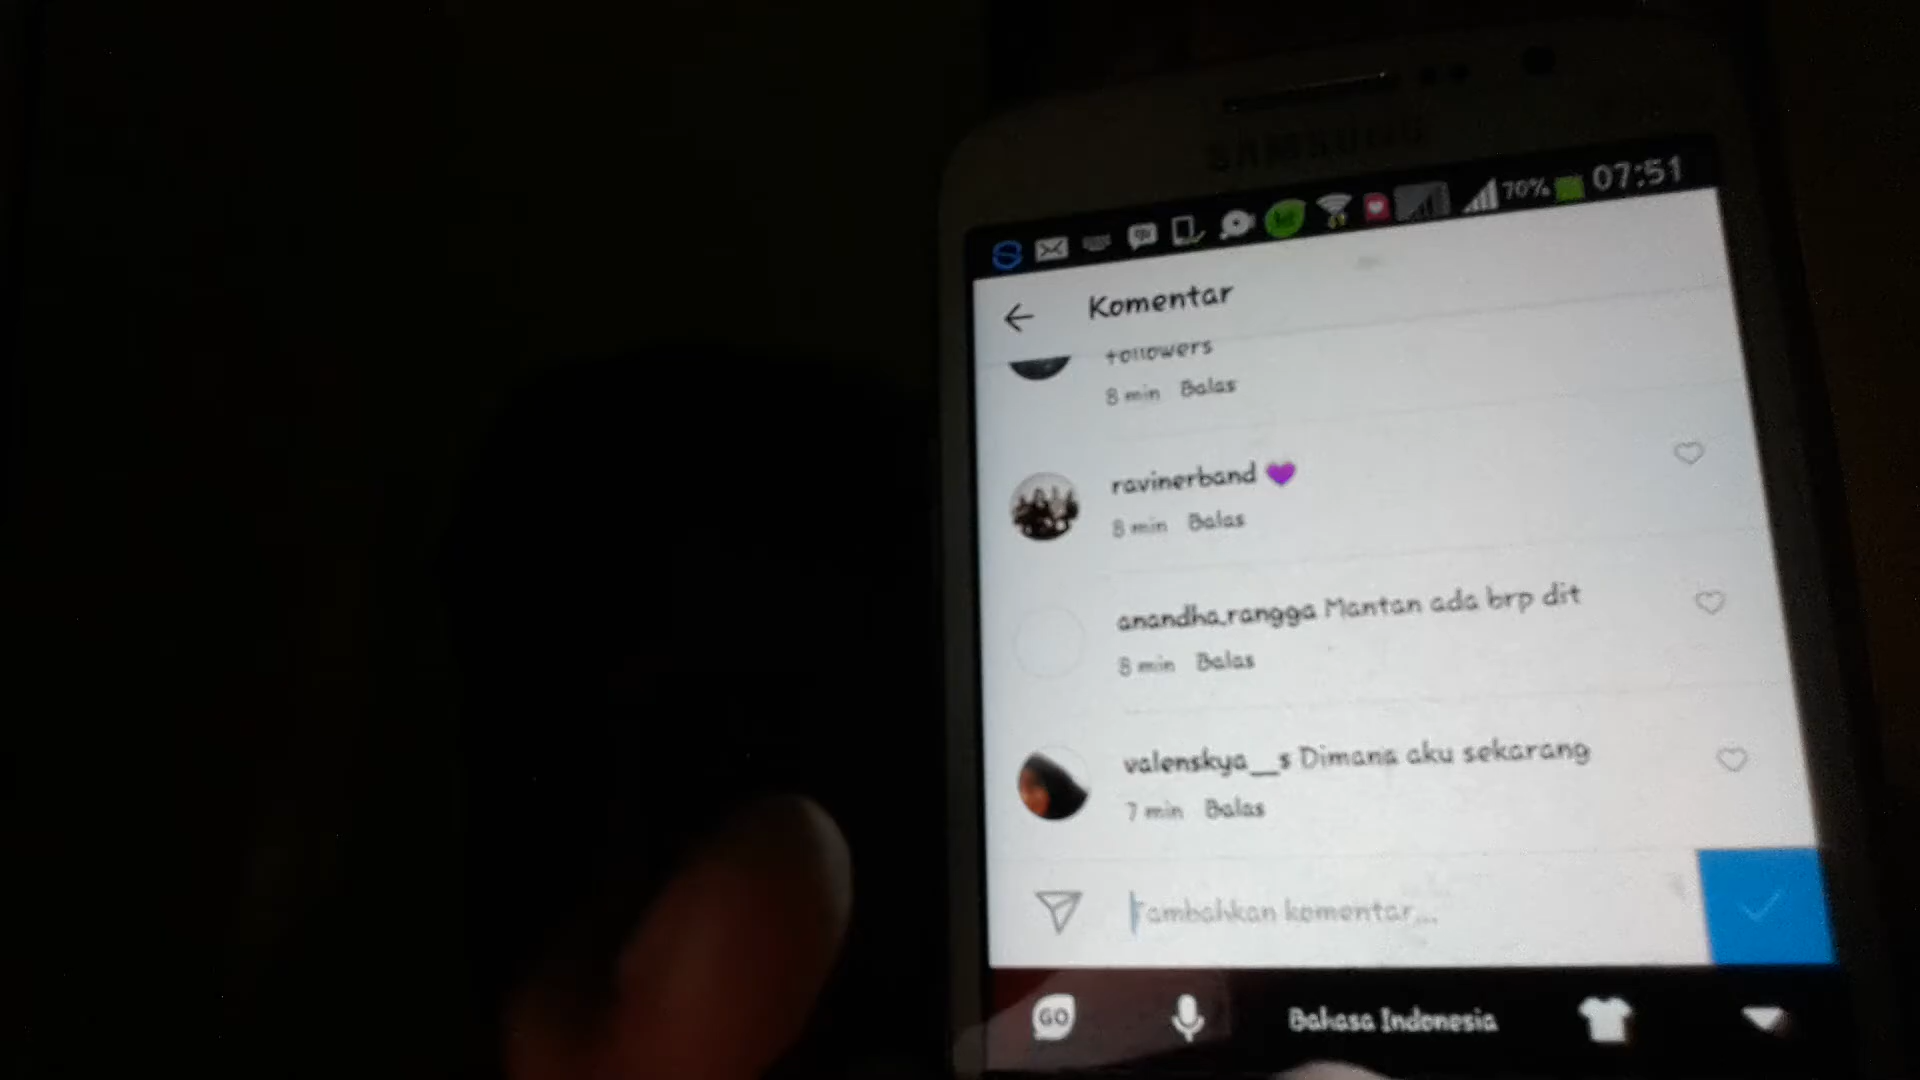 SAMSUNG
70% 07:51
Komentar
followers
8 min Balas
ravinerband 💜
8 min Balas
anandha.rangga Mantan ada brp dit
8 min Balas
valenskya__s Dimana aku sekarang
7 min Balas
Tambahkan komentar...
GO Bahasa Indonesia